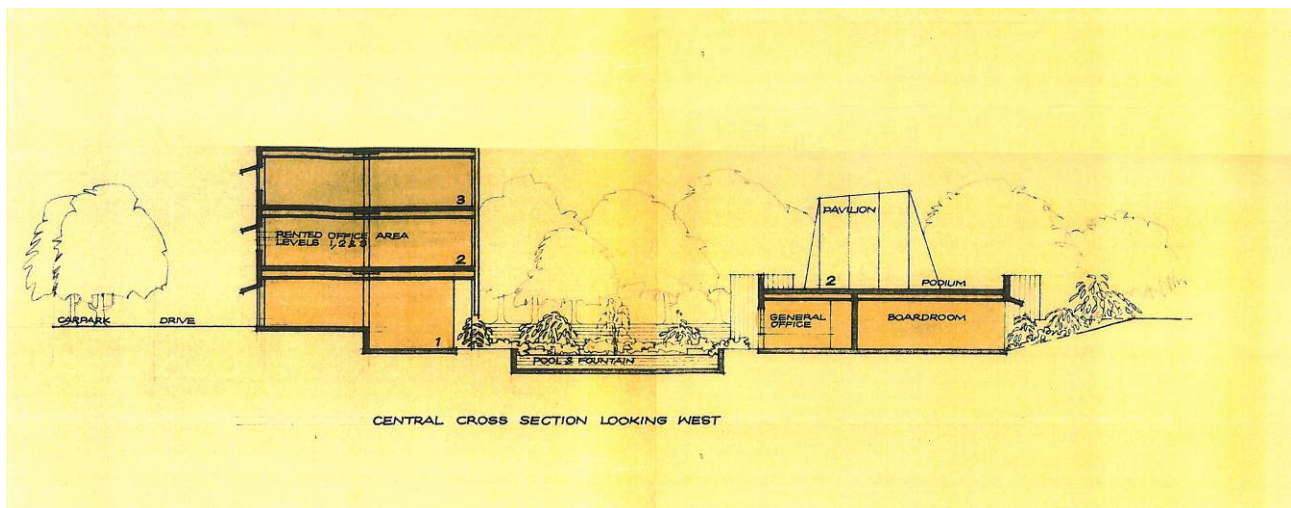 3
RENTED OFFICE AREA
LEVELS 1, 2 & 3
2
PAVILION
2
PODIUM
CARPARK DRIVE
GENERAL
OFFICE
BOARDROOM
1
POOL & FOUNTAIN
CENTRAL CROSS SECTION LOOKING WEST